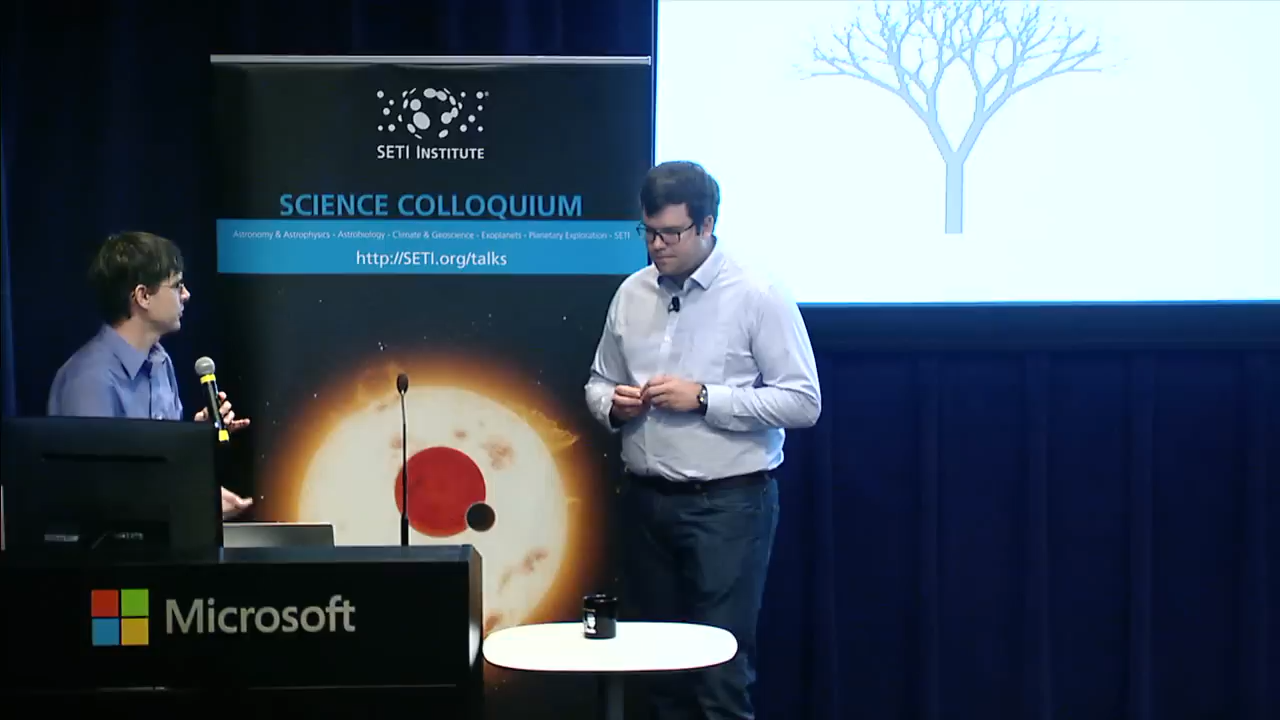 SETI INSTITUTE
SCIENCE COLLOQUIUM
Astronomy & Astrophysics - Astrobiology - Climate & Geoscience - Exoplanets - Planetary Exploration - SETI
http://SETI.org/talks
Microsoft